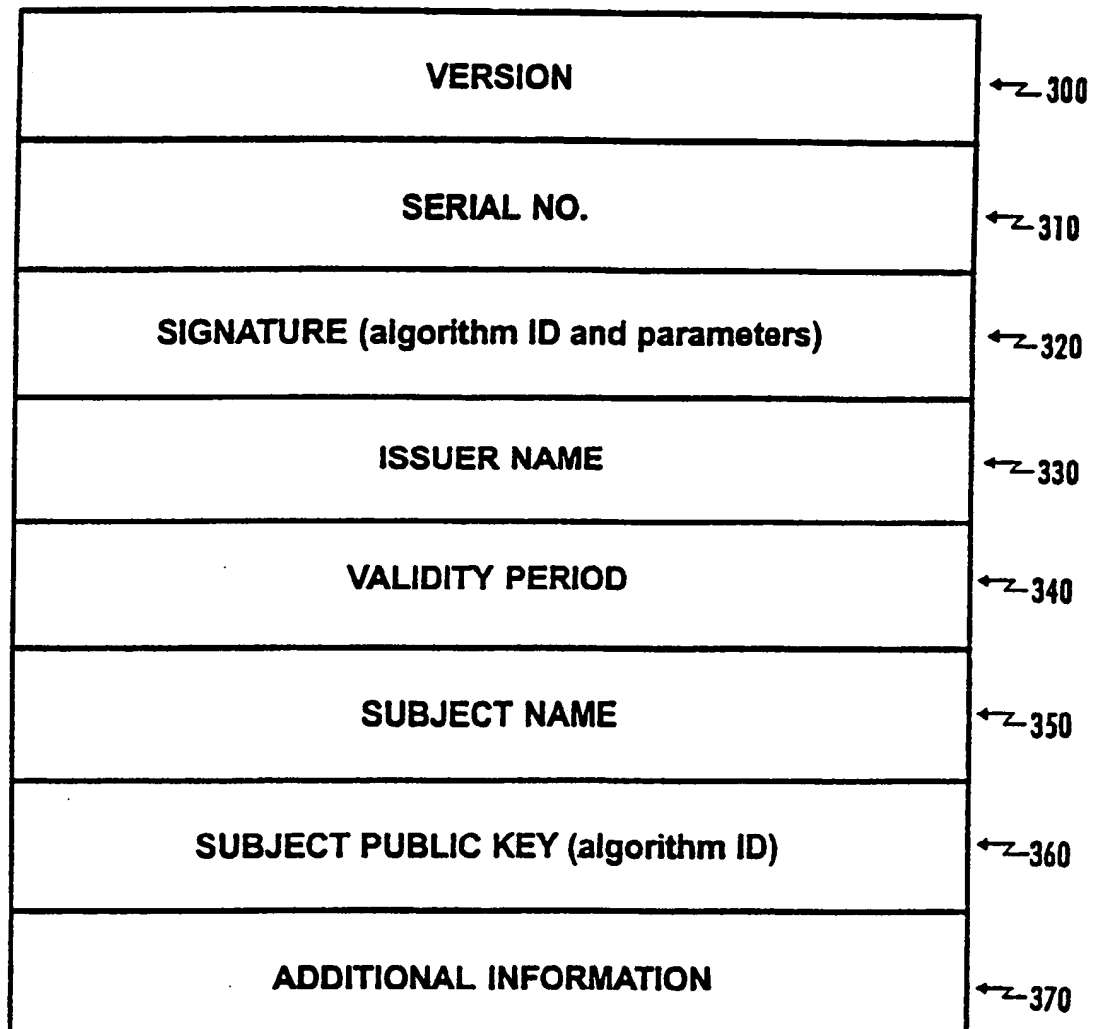 VERSION 300
SERIAL NO. 310
SIGNATURE (algorithm ID and parameters) 320
ISSUER NAME 330
VALIDITY PERIOD 340
SUBJECT NAME 350
SUBJECT PUBLIC KEY (algorithm ID) 360
ADDITIONAL INFORMATION 370